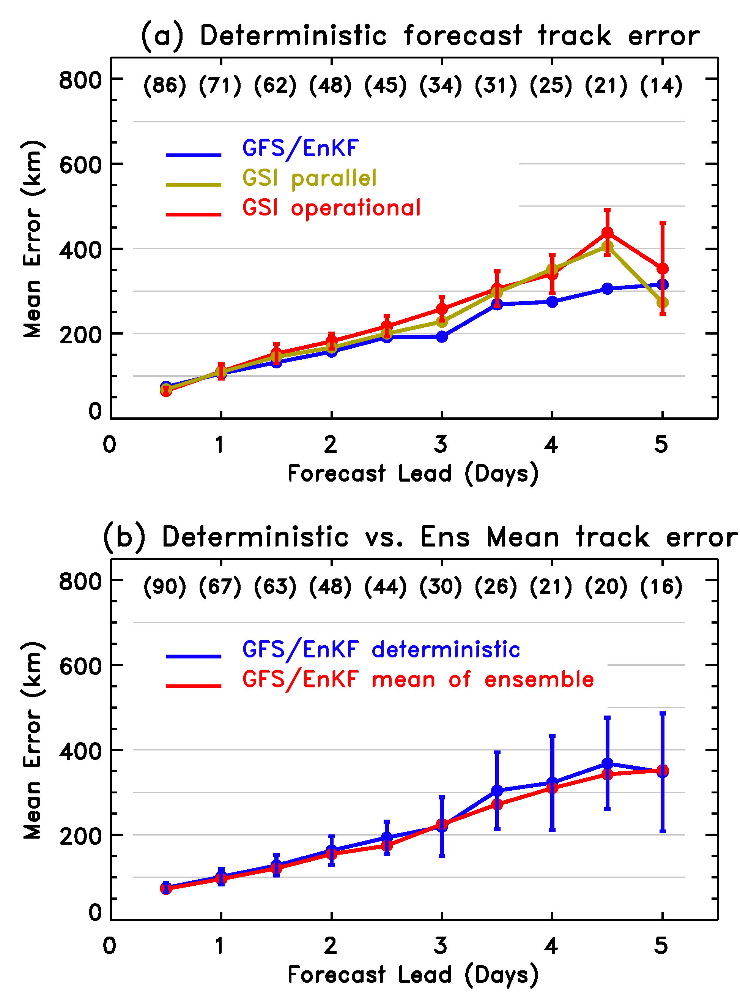 (a) Deterministic forecast track error
800
(86) (71) (62) (48) (45) (34) (31) (25) (21) (14)
GFS/EnKF
600
GSI parallel
GSI operational
400
200
0
Mean Error (km)
0 1 2 3 4 5
Forecast Lead (Days)
(b) Deterministic vs. Ens Mean track error
800
(90) (67) (63) (48) (44) (30) (26) (21) (20) (16)
GFS/EnKF deterministic
600
GFS/EnKF mean of ensemble
400
200
0
Mean Error (km)
0 1 2 3 4 5
Forecast Lead (Days)